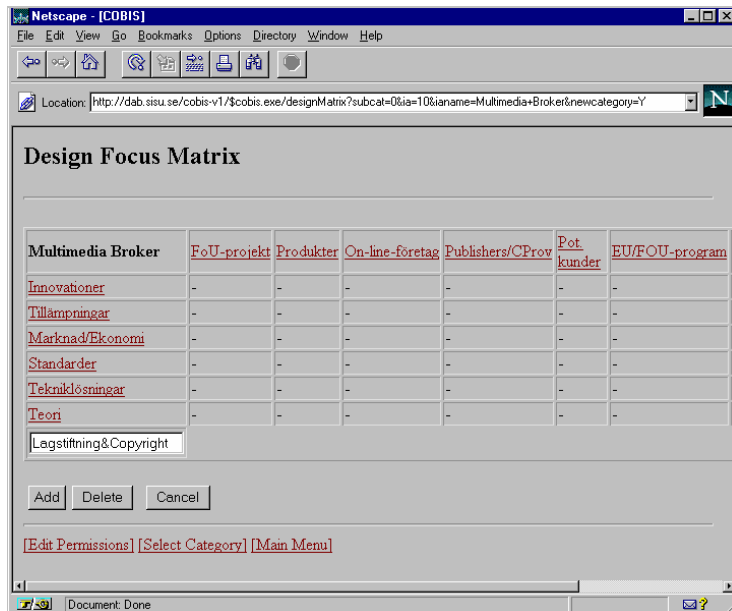 Netscape - [COBIS]
File Edit View Go Bookmarks Options Directory Window Help
Location: http://dab.sisu.se/cobis-v1/$cobis.exe/designMatrix?subcat=0&ia=10&ianame=Multimedia+Broker&newcategory=Y
N
Design Focus Matrix
Multimedia Broker FoU-projekt Produkter On-line-företag Publishers/CProv Pot. kunder EU/FOU-program
Innovationer - - - - - -
Tillämpningar - - - - - -
Marknad/Ekonomi - - - - - -
Standarder - - - - - -
Tekniklösningar - - - - - -
Teori - - - - - -
Lagstiftning&Copyright
Add Delete Cancel
[Edit Permissions] [Select Category] [Main Menu]
Document: Done